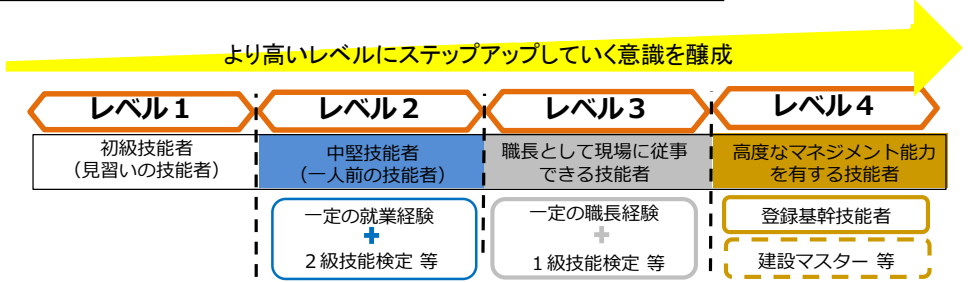 より高いレベルにステップアップしていく意識を醸成
レベル１
レベル２
レベル３
レベル４
初級技能者
（見習いの技能者）
中堅技能者
（一人前の技能者）
職長として現場に従事
できる技能者
高度なマネジメント能力
を有する技能者
一定の就業経験
+
２級技能検定 等
一定の職長経験
+
１級技能検定 等
登録基幹技能者
建設マスター 等